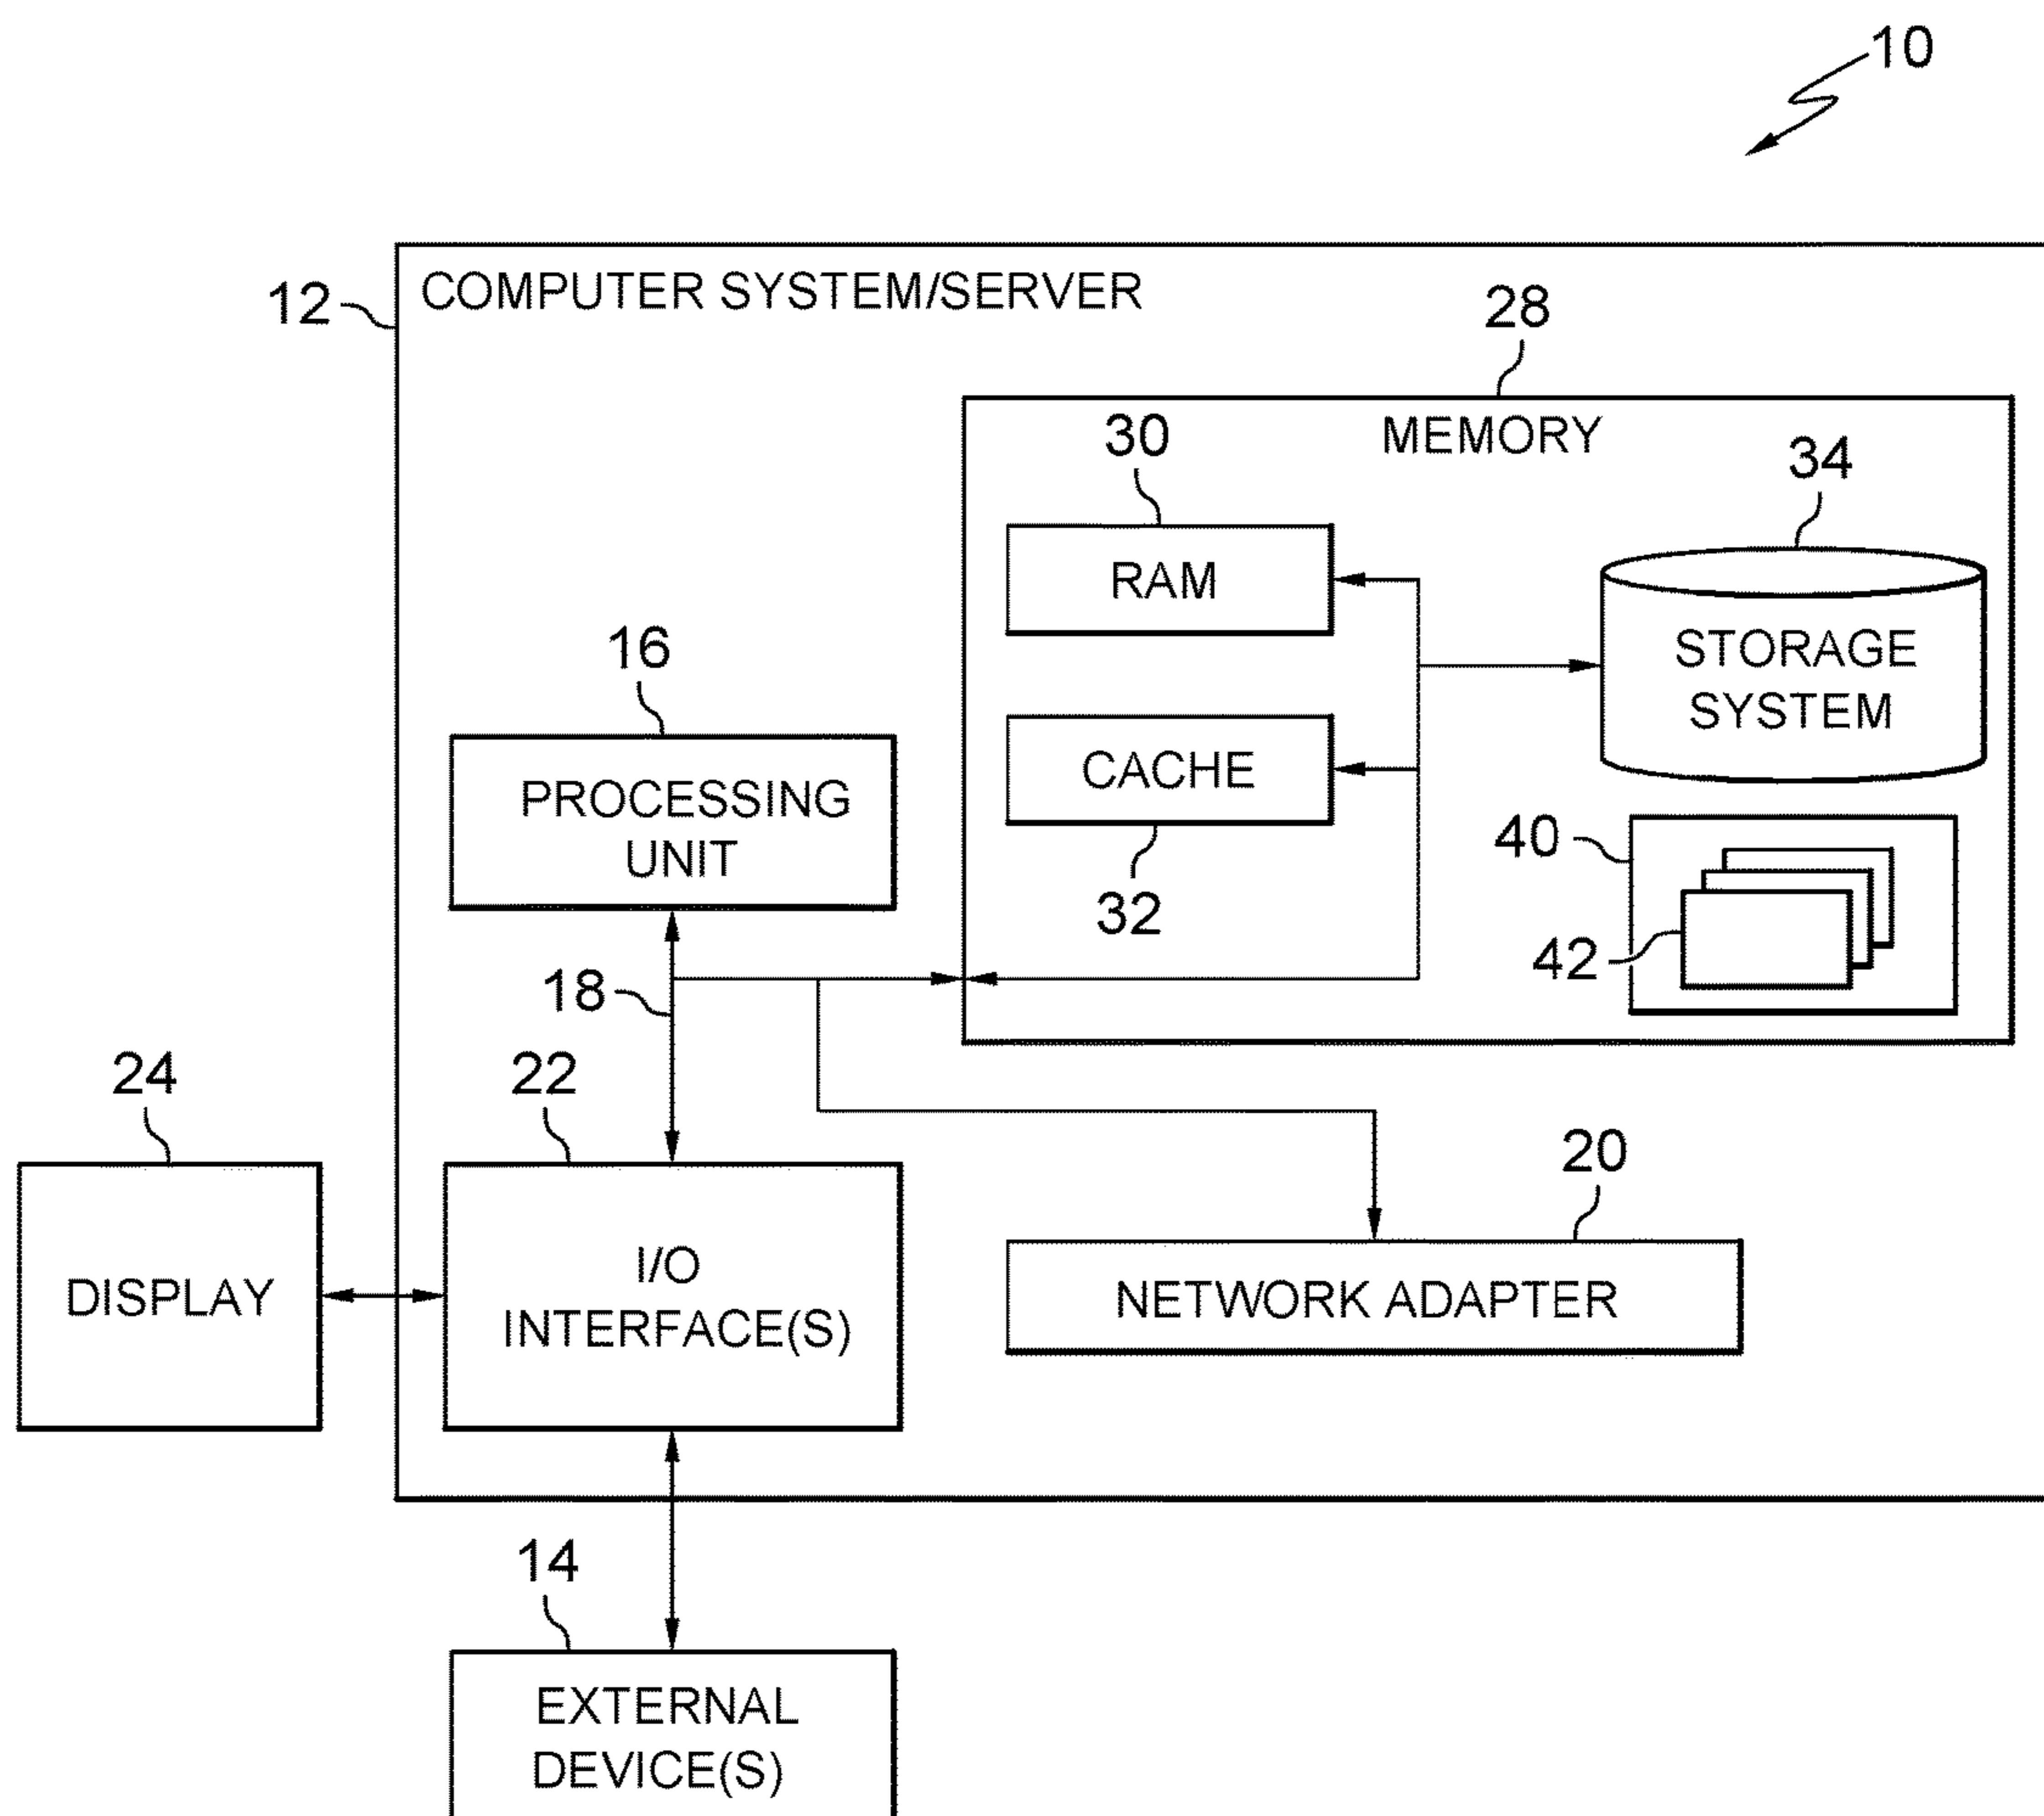 10
12
COMPUTER SYSTEM/SERVER
28
MEMORY
30
34
RAM
STORAGE
SYSTEM
16
CACHE
PROCESSING
UNIT
32
40
42
18
24
22
20
DISPLAY
I/O
INTERFACE(S)
NETWORK ADAPTER
14
EXTERNAL
DEVICE(S)